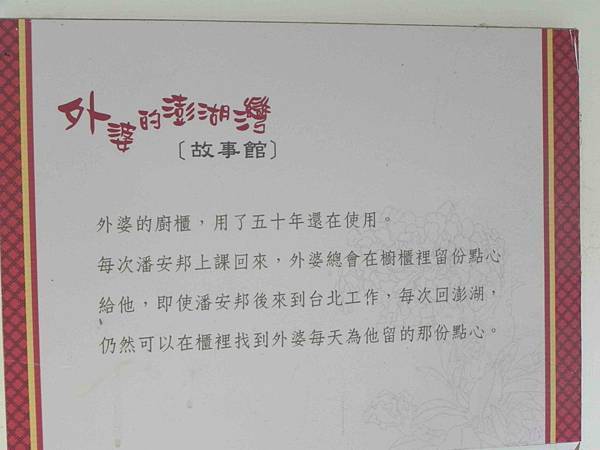 外婆的澎湖灣
〔故事館〕
外婆的廚櫃，用了五十年還在使用。
每次潘安邦上課回來，外婆總會在櫥櫃裡留份點心
給他，即使潘安邦後來到台北工作，每次回澎湖，
仍然可以在櫃裡找到外婆每天為他留的那份點心。